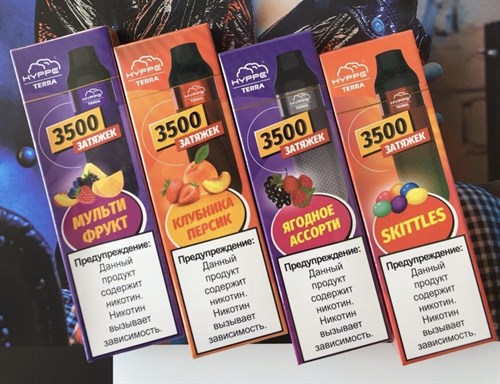 HYPPE
TERRA
3500
ЗАТЯЖЕК
МУЛЬТИ
ФРУКТ
Предупреждение:
Данный
продукт
содержит
никотин.
Никотин
вызывает
зависимость.
HYPPE
TERRA
3500
ЗАТЯЖЕК
КЛУБНИКА
ПЕРСИК
Предупреждение:
Данный
продукт
содержит
никотин.
Никотин
вызывает
зависимость.
HYPPE
TERRA
3500
ЗАТЯЖЕК
ЯГОДНОЕ
АССОРТИ
Предупреждение:
Данный
продукт
содержит
никотин.
Никотин
вызывает
зависимость.
HYPPE
TERRA
3500
ЗАТЯЖЕК
SKITTLES
Предупреждение:
Данный
продукт
содержит
никотин.
Никотин
вызывает
зависимость.